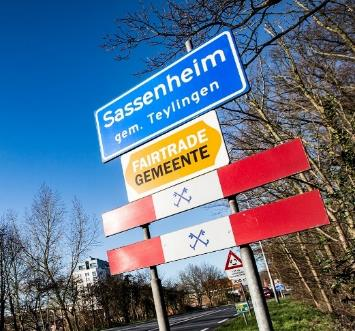 Sassenheim
gem. Teylingen
FAIRTRADE
GEMEENTE